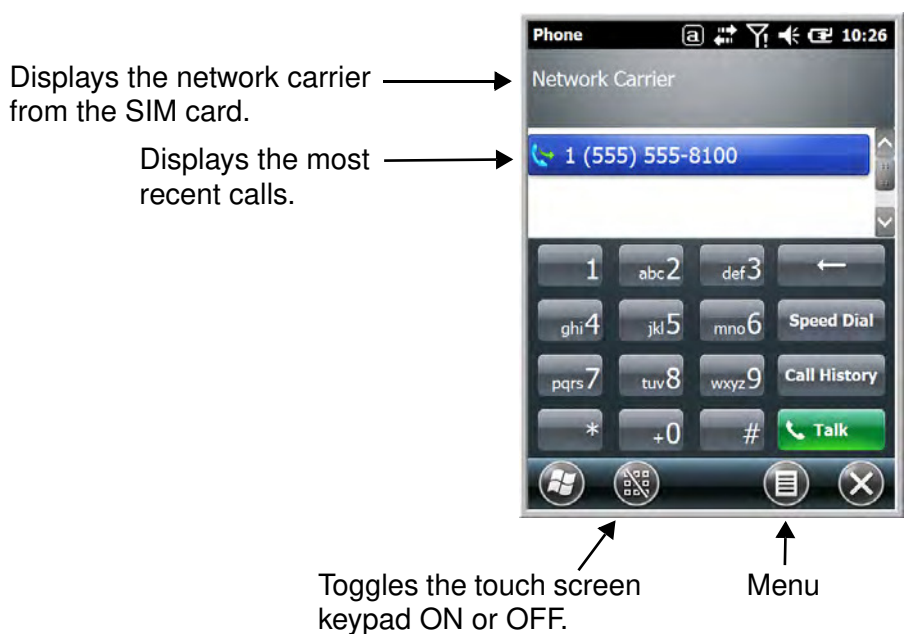 Phone a 10:26
Displays the network carrier
from the SIM card.
Network Carrier
Displays the most
recent calls.
1 (555) 555-8100
1 abc2 def3 ←
ghi4 jkl5 mno6 Speed Dial
pqrs7 tuv8 wxyz9 Call History
* +0 # Talk
Toggles the touch screen
keypad ON or OFF.
Menu